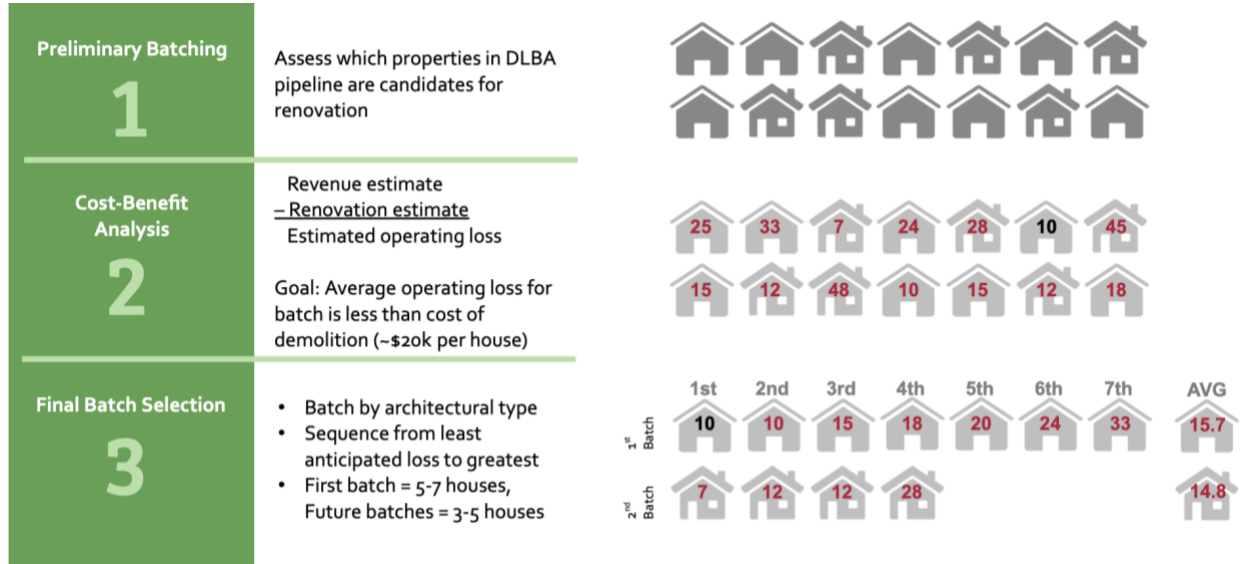 Preliminary Batching
1
Assess which properties in DLBA
pipeline are candidates for
renovation
Cost-Benefit
Analysis
2
Revenue estimate
– Renovation estimate
Estimated operating loss
Goal: Average operating loss for
batch is less than cost of
demolition (~$20k per house)
25 33 7 24 28 10 45
15 12 48 10 15 12 18
Final Batch Selection
3
• Batch by architectural type
• Sequence from least
anticipated loss to greatest
• First batch = 5-7 houses,
Future batches = 3-5 houses
1st 2nd 3rd 4th 5th 6th 7th AVG
1st
Batch
10 10 15 18 20 24 33 15.7
2nd
Batch
7 12 12 28 14.8